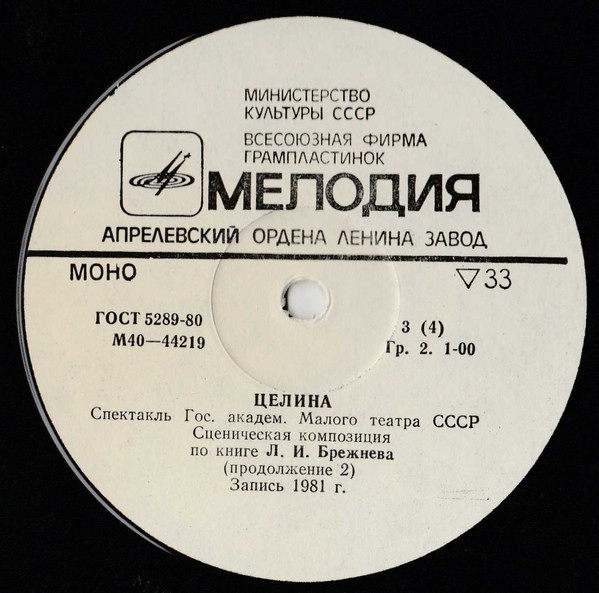 МИНИСТЕРСТВО
КУЛЬТУРЫ СССР
ВСЕСОЮЗНАЯ ФИРМА
ГРАМПЛАСТИНОК
МЕЛОДИЯ
АПРЕЛЕВСКИЙ ОРДЕНА ЛЕНИНА ЗАВОД
МОНО ▽33
ГОСТ 5289-80 3 (4)
М40—44219 Гр. 2. 1-00
ЦЕЛИНА
Спектакль Гос. академ. Малого театра СССР
Сценическая композиция
по книге Л. И. Брежнева
(продолжение 2)
Запись 1981 г.